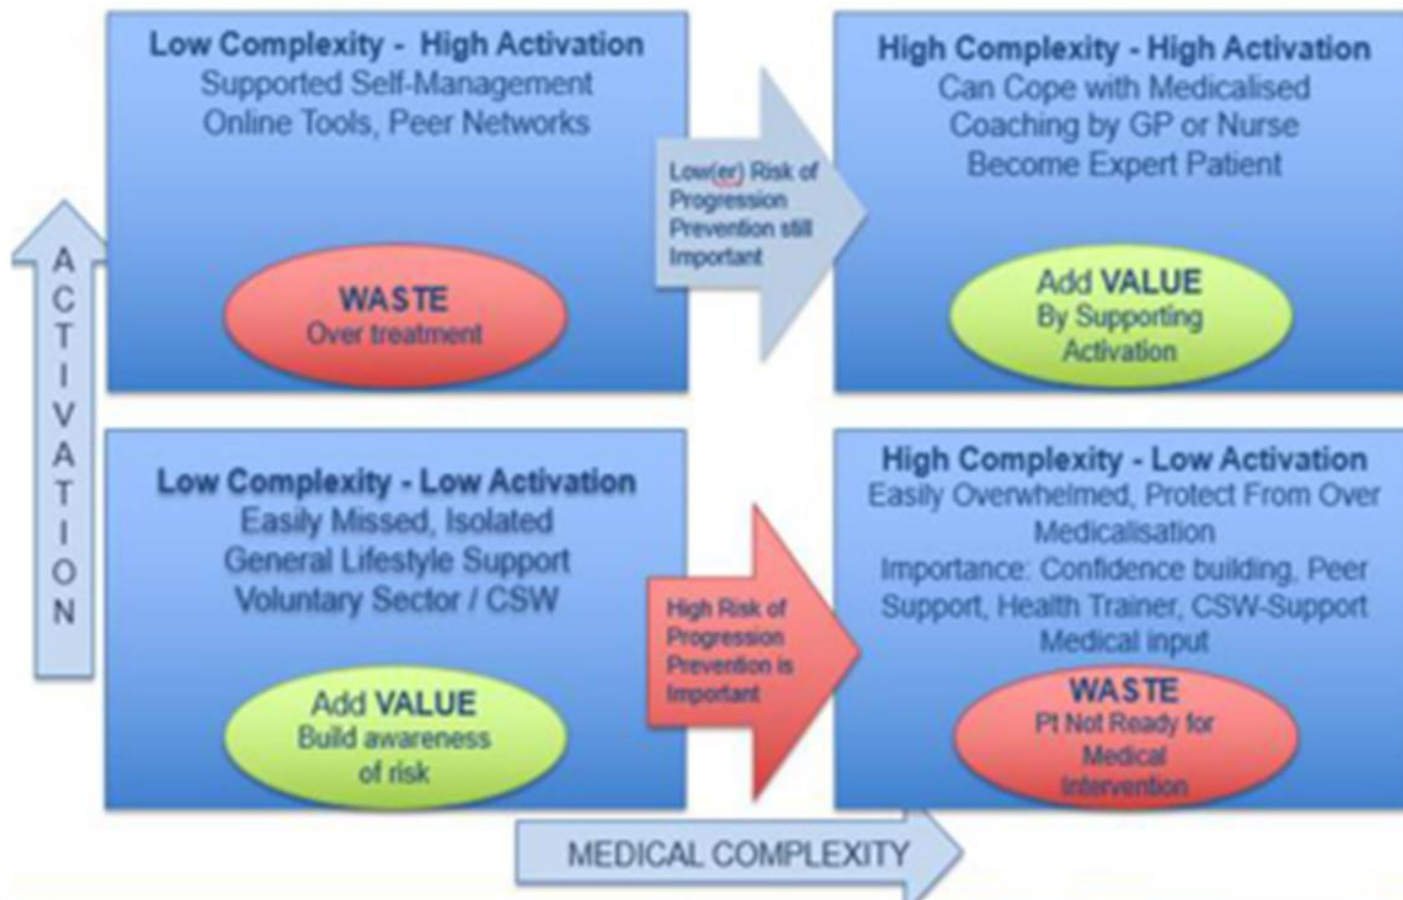 Low Complexity - High Activation
Supported Self-Management
Online Tools, Peer Networks
WASTE
Over treatment
Low(er) Risk of
Progression
Prevention still
Important
High Complexity - High Activation
Can Cope with Medicalised
Coaching by GP or Nurse
Become Expert Patient
Add VALUE
By Supporting
Activation
ACTIVATION
Low Complexity - Low Activation
Easily Missed, Isolated
General Lifestyle Support
Voluntary Sector / CSW
Add VALUE
Build awareness
of risk
High Risk of
Progression
Prevention is
Important
High Complexity - Low Activation
Easily Overwhelmed, Protect From Over
Medicalisation
Importance: Confidence building, Peer
Support, Health Trainer, CSW-Support
Medical input
WASTE
Pt Not Ready for
Medical
Intervention
MEDICAL COMPLEXITY